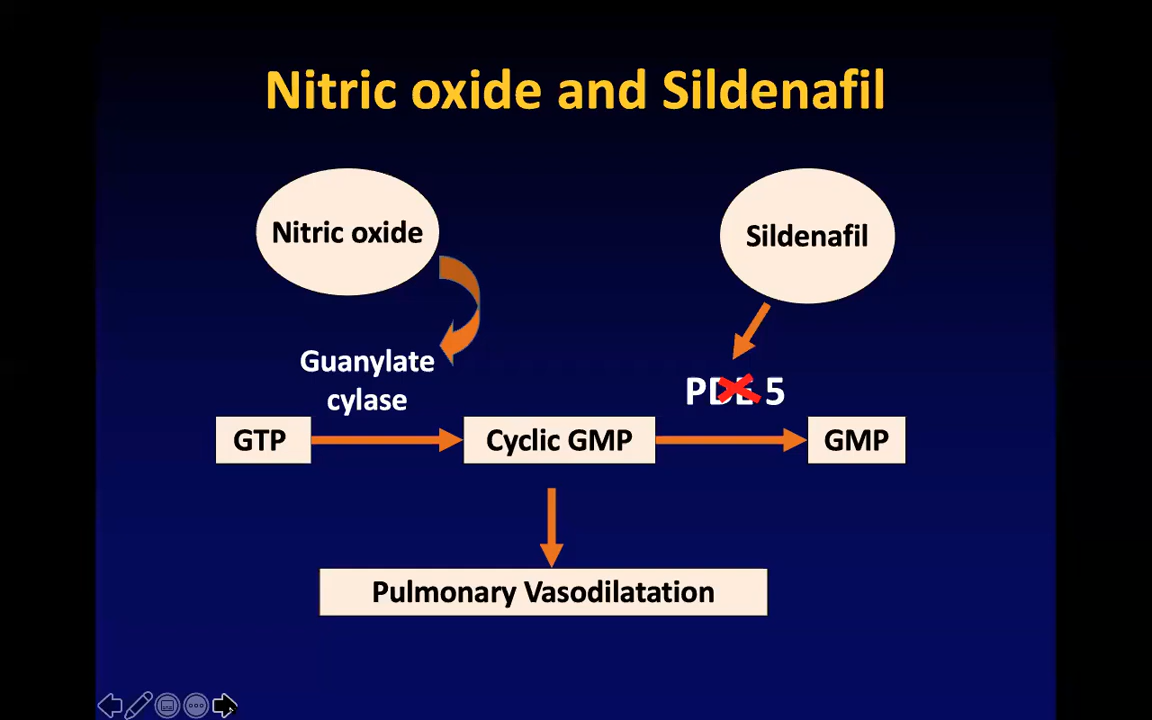 Nitric oxide and Sildenafil
Nitric oxide
Sildenafil
Guanylate
cylase
PDE 5
GTP
Cyclic GMP
GMP
Pulmonary Vasodilatation